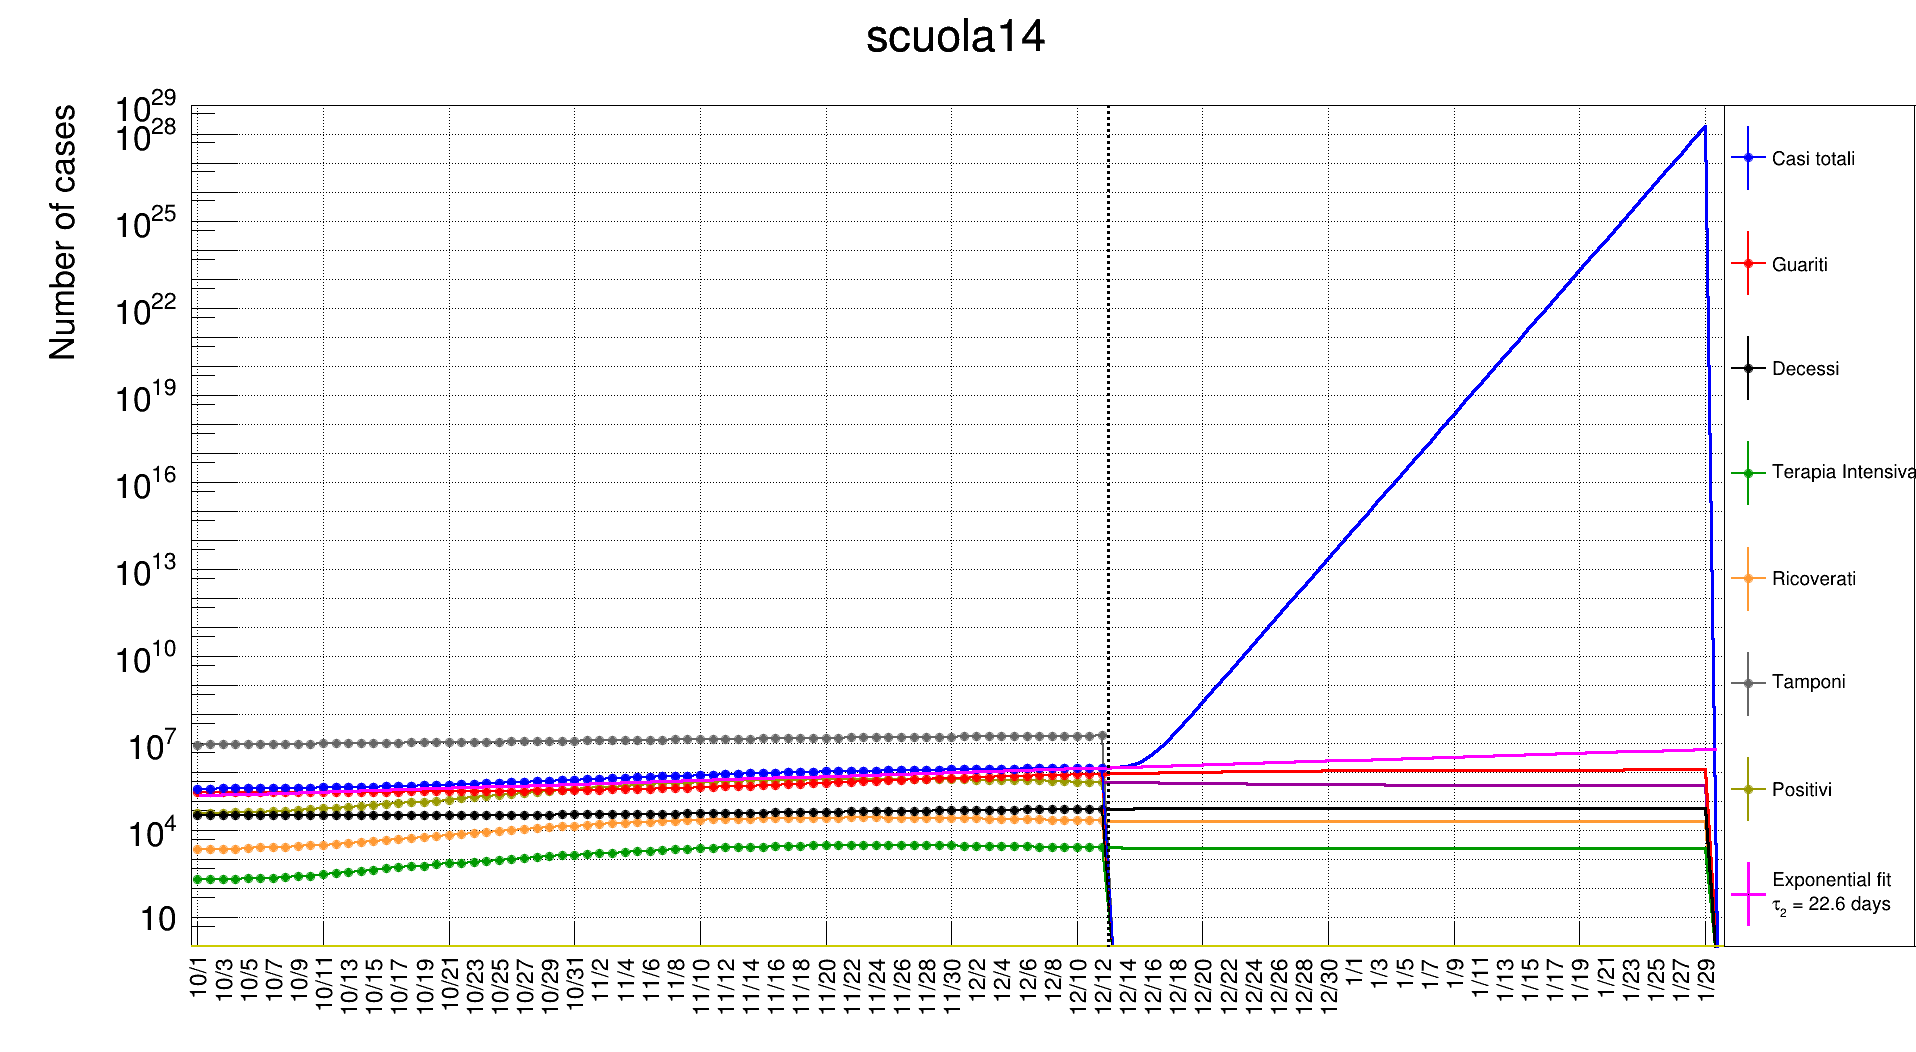 scuola14
Number of cases
10^29
10^28
10^25
10^22
10^19
10^16
10^13
10^10
10^7
10^4
10
10/1 10/3 10/5 10/7 10/9 10/11 10/13 10/15 10/17 10/19 10/21 10/23 10/25 10/27 10/29 10/31 11/2 11/4 11/6 11/8 11/10 11/12 11/14 11/16 11/18 11/20 11/22 11/24 11/26 11/28 11/30 12/2 12/4 12/6 12/8 12/10 12/12 12/14 12/16 12/18 12/20 12/22 12/24 12/26 12/28 12/30 1/1 1/3 1/5 1/7 1/9 1/11 1/13 1/15 1/17 1/19 1/21 1/23 1/25 1/27 1/29
Casi totali
Guariti
Decessi
Terapia Intensiva
Ricoverati
Tamponi
Positivi
Exponential fit
τ₂ = 22.6 days